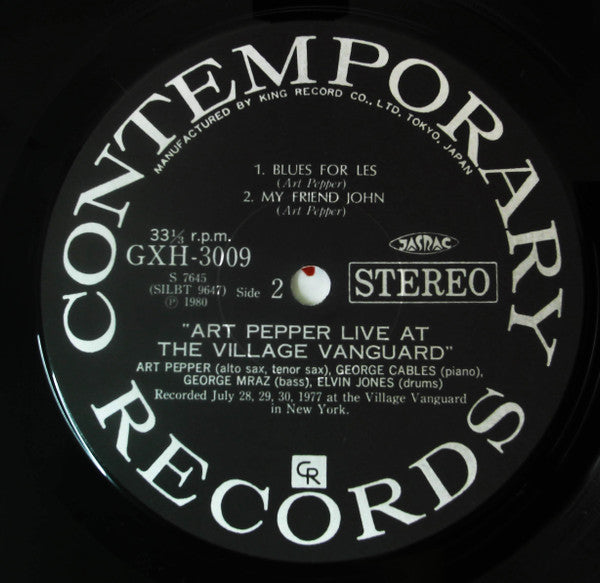 CONTEMPORARY
MANUFACTURED BY KING RECORD CO., LTD. TOKYO, JAPAN
1. BLUES FOR LES
(Art Pepper)
2. MY FRIEND JOHN
(Art Pepper)
33⅓ r.p.m.
GXH-3009
S 7645
(SILBT 9647) Side 2
Ⓟ 1980
JASRAC
STEREO
"ART PEPPER LIVE AT
THE VILLAGE VANGUARD"
ART PEPPER (alto sax, tenor sax), GEORGE CABLES (piano),
GEORGE MRAZ (bass), ELVIN JONES (drums)
Recorded July 28, 29, 30, 1977 at the Village Vanguard
in New York.
CR
RECORDS